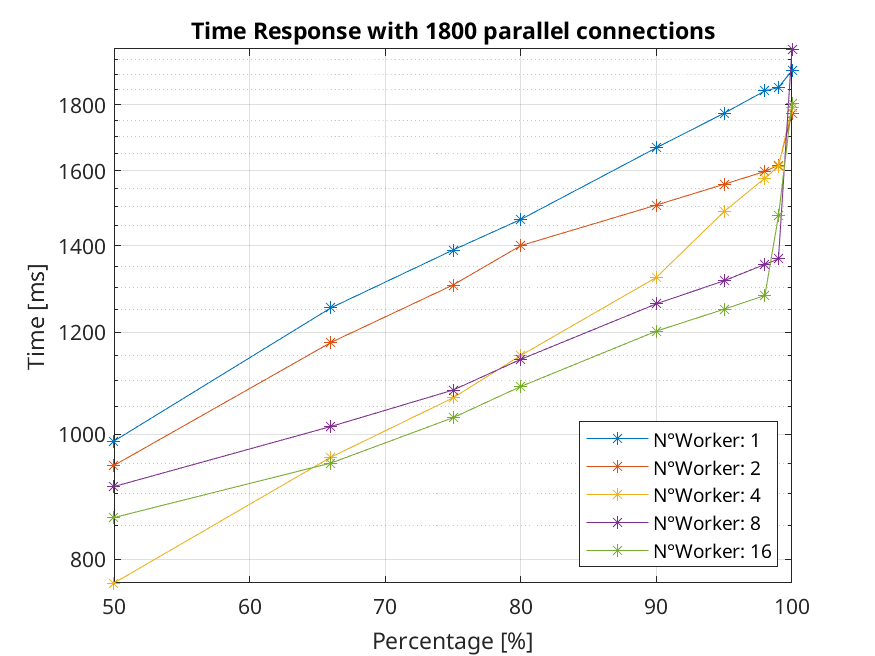 Time Response with 1800 parallel connections
1800
1600
1400
1200
1000
800
Time [ms]
50 60 70 80 90 100
Percentage [%]
N°Worker: 1
N°Worker: 2
N°Worker: 4
N°Worker: 8
N°Worker: 16